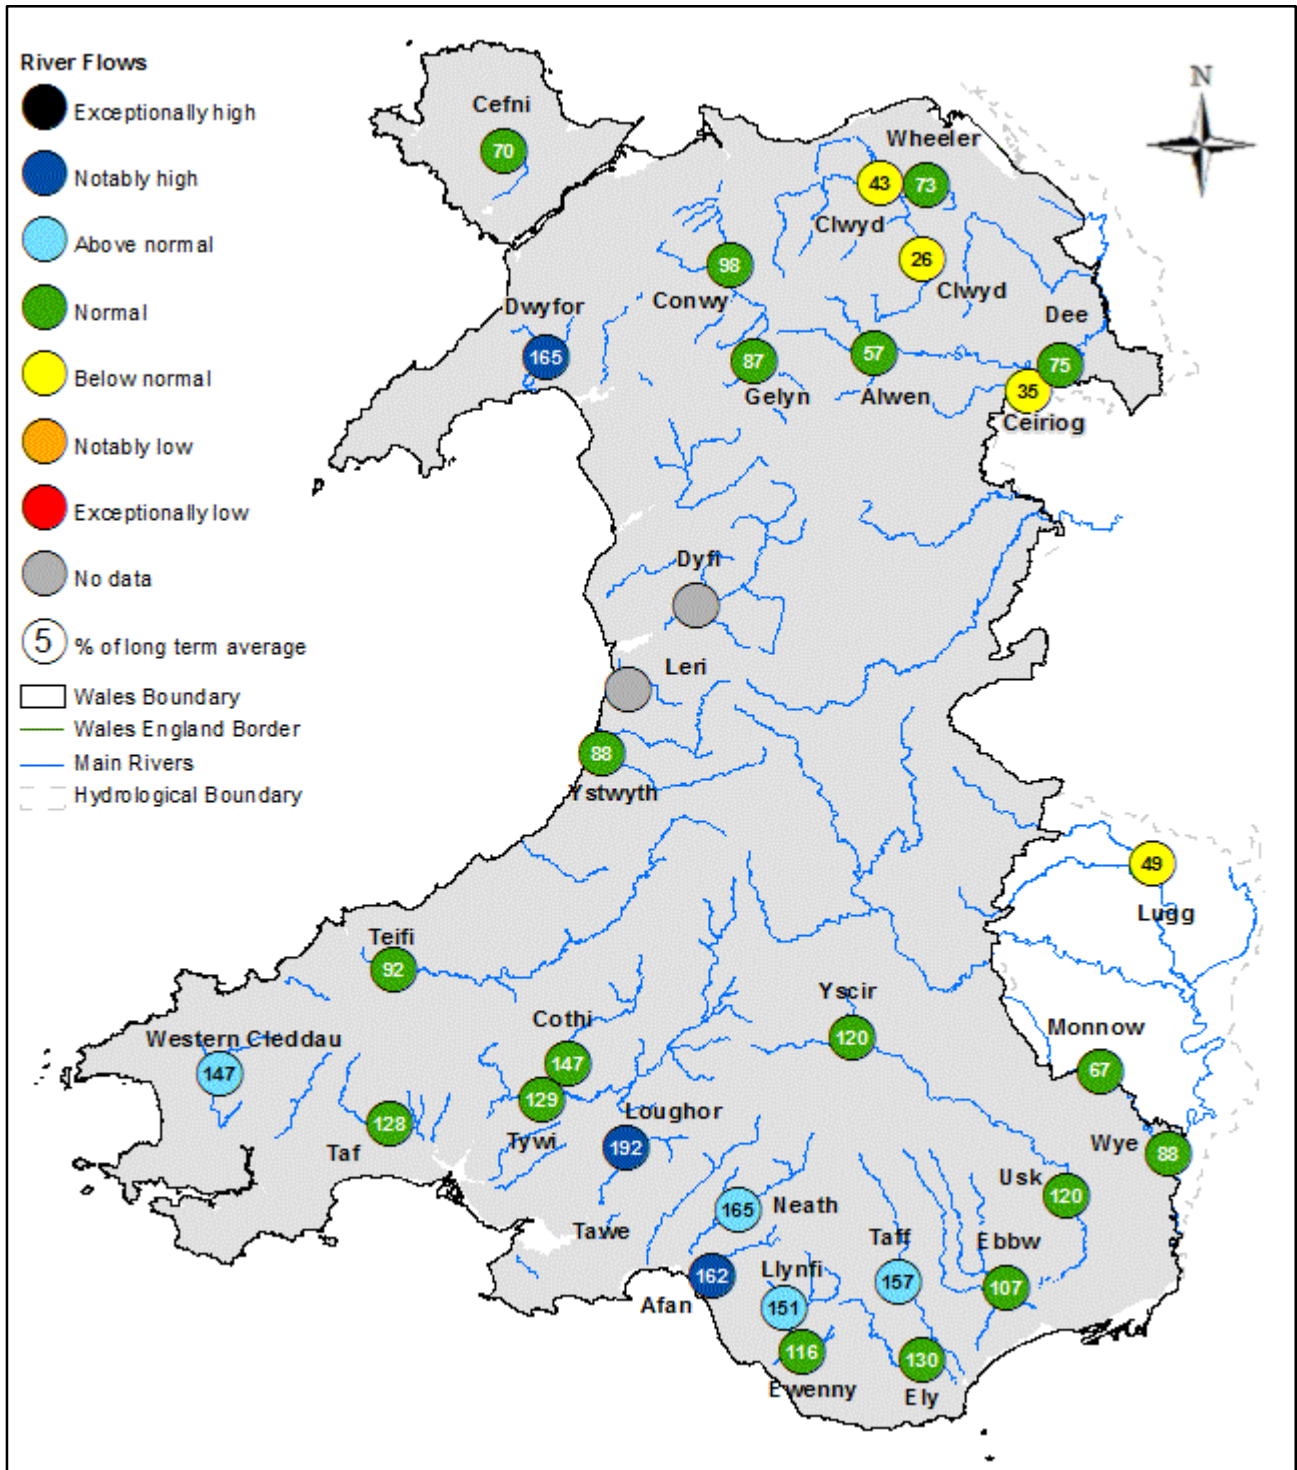 River Flows
Exceptionally high
Notably high
Above normal
Normal
Below normal
Notably low
Exceptionally low
No data
5 % of long term average
Wales Boundary
Wales England Border
Main Rivers
Hydrological Boundary
N
Cefni
70
Wheeler
43 73
Clwyd
26
Clwyd
98
Conwy
Dwyfor
165
Dee
87
Gelyn
57
Alwen
75
35
Ceiriog
Dyfi
Leri
88
Ystwyth
49
Lugg
Teifi
92
Yscir
120
Cothi
147
Monnow
67
Western Cleddau
147
129
Tywi
128
Taf
Loughor
192
Wye
88
Usk
120
165
Neath
Tawe
Taff
157
Ebbw
107
162
Afan
Llynfi
151
116
Ewenny
130
Ely